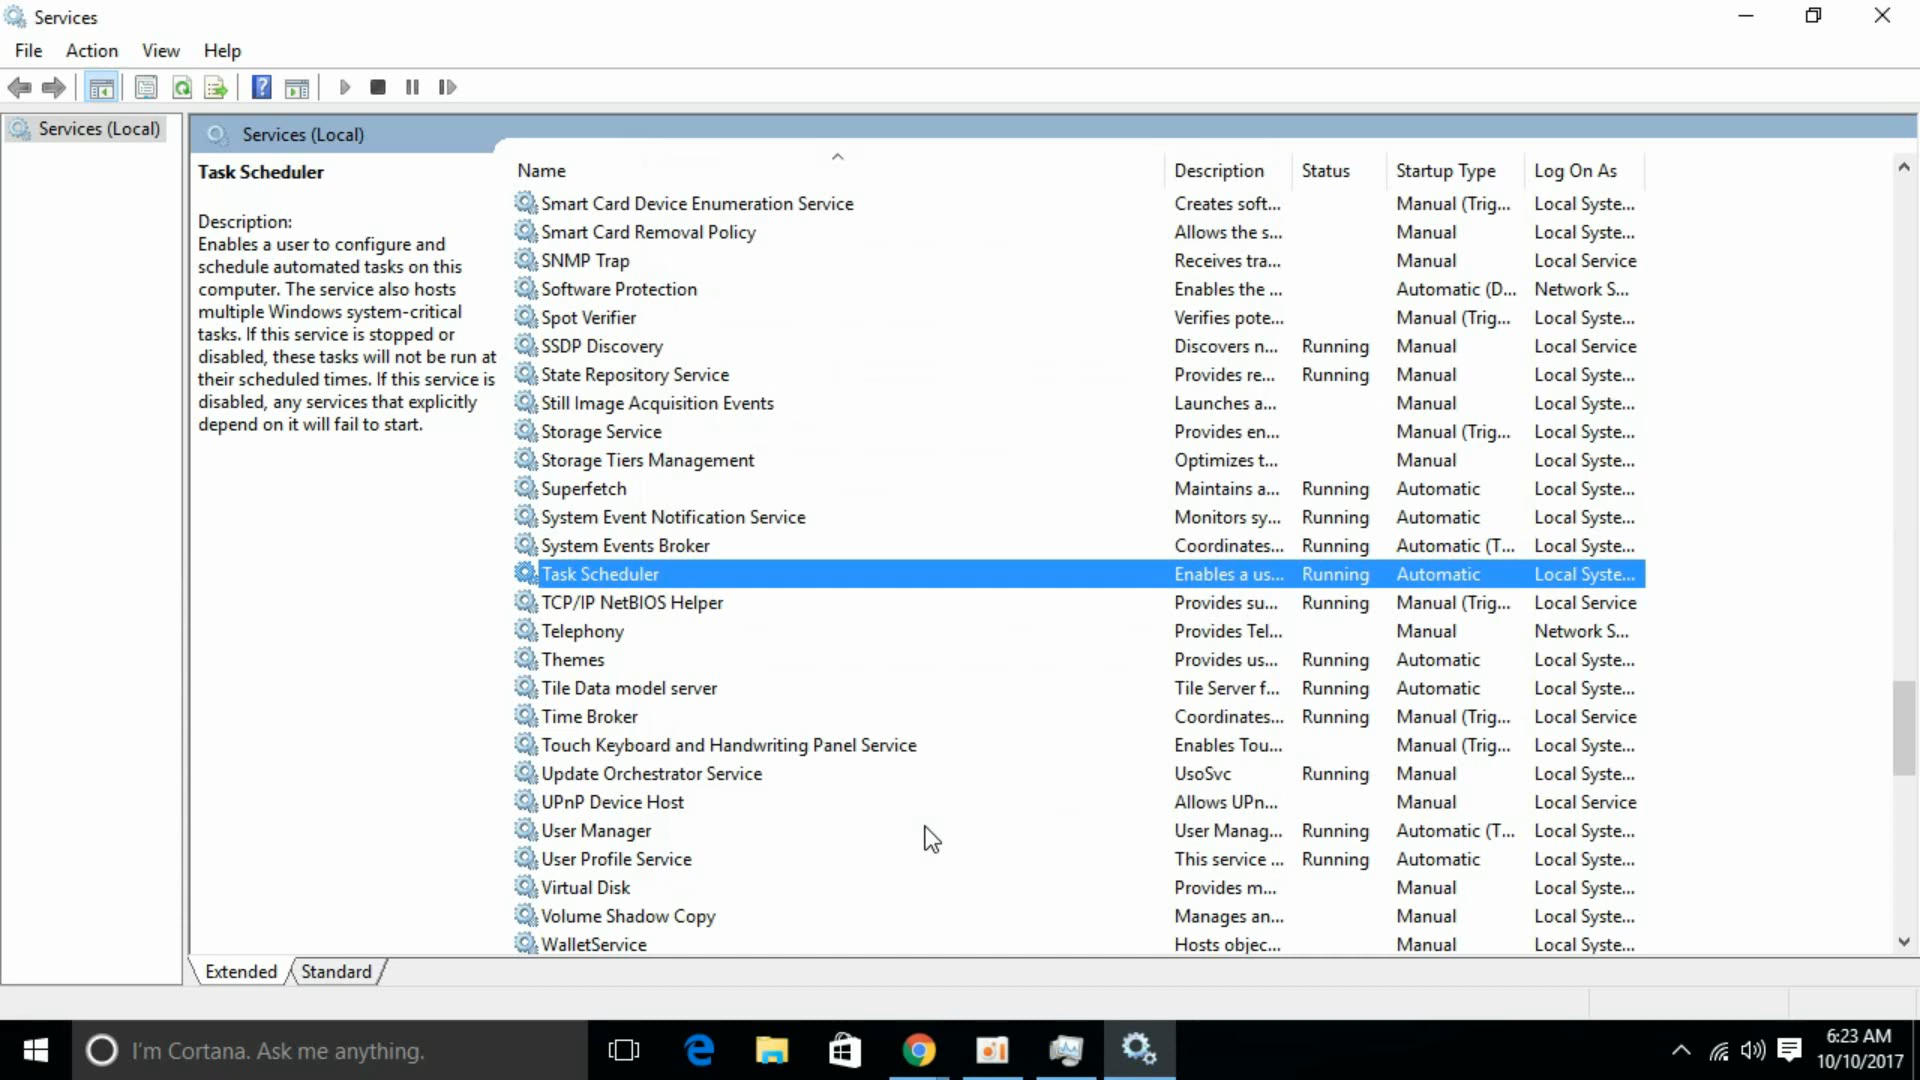 Services
File Action View Help
Services (Local)
Services (Local)
Task Scheduler
Description:
Enables a user to configure and
schedule automated tasks on this
computer. The service also hosts
multiple Windows system-critical
tasks. If this service is stopped or
disabled, these tasks will not be run at
their scheduled times. If this service is
disabled, any services that explicitly
depend on it will fail to start.
Name Description Status Startup Type Log On As
Smart Card Device Enumeration Service Creates soft... Manual (Trig... Local Syste...
Smart Card Removal Policy Allows the s... Manual Local Syste...
SNMP Trap Receives tra... Manual Local Service
Software Protection Enables the ... Automatic (D... Network S...
Spot Verifier Verifies pote... Manual (Trig... Local Syste...
SSDP Discovery Discovers n... Running Manual Local Service
State Repository Service Provides re... Running Manual Local Syste...
Still Image Acquisition Events Launches a... Manual Local Syste...
Storage Service Provides en... Manual (Trig... Local Syste...
Storage Tiers Management Optimizes t... Manual Local Syste...
Superfetch Maintains a... Running Automatic Local Syste...
System Event Notification Service Monitors sy... Running Automatic Local Syste...
System Events Broker Coordinates... Running Automatic (T... Local Syste...
Task Scheduler Enables a us... Running Automatic Local Syste...
TCP/IP NetBIOS Helper Provides su... Running Manual (Trig... Local Service
Telephony Provides Tel... Manual Network S...
Themes Provides us... Running Automatic Local Syste...
Tile Data model server Tile Server f... Running Automatic Local Syste...
Time Broker Coordinates... Running Manual (Trig... Local Service
Touch Keyboard and Handwriting Panel Service Enables Tou... Manual (Trig... Local Syste...
Update Orchestrator Service UsoSvc Running Manual Local Syste...
UPnP Device Host Allows UPn... Manual Local Service
User Manager User Manag... Running Automatic (T... Local Syste...
User Profile Service This service ... Running Automatic Local Syste...
Virtual Disk Provides m... Manual Local Syste...
Volume Shadow Copy Manages an... Manual Local Syste...
WalletService Hosts objec... Manual Local Syste...
Extended Standard
I'm Cortana. Ask me anything.
6:23 AM
10/10/2017